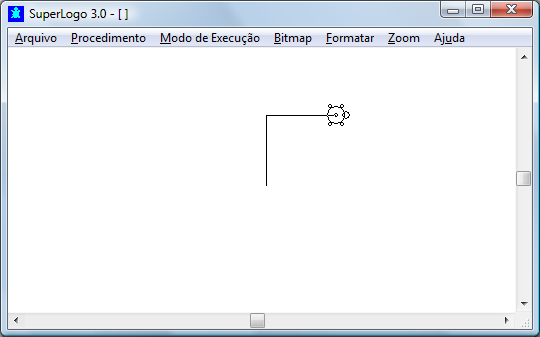 SuperLogo 3.0 - [ ]
Arquivo Procedimento Modo de Execução Bitmap Formatar Zoom Ajuda